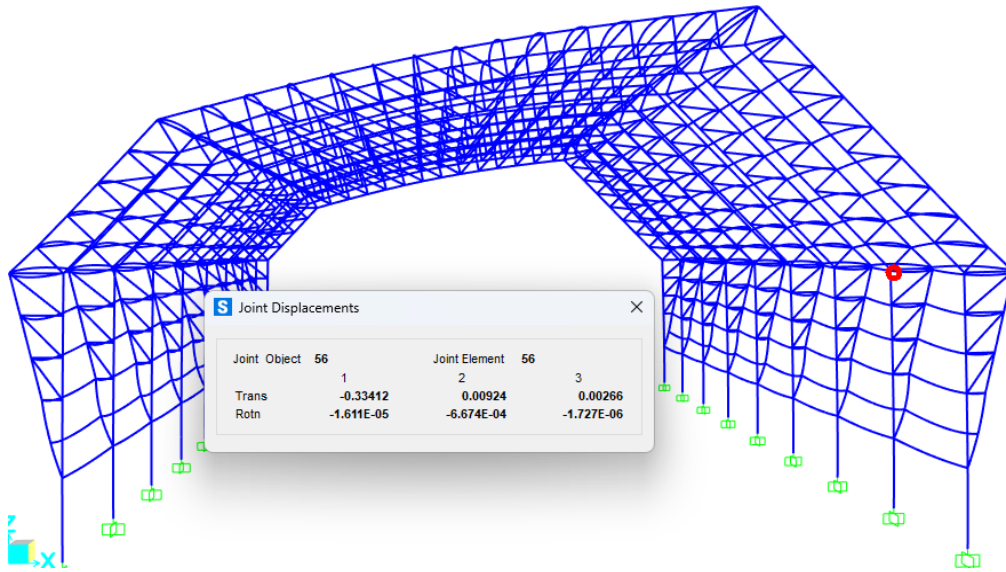 S Joint Displacements
Joint Object 56 Joint Element 56
1 2 3
Trans -0.33412 0.00924 0.00266
Rotn -1.611E-05 -6.674E-04 -1.727E-06
Z
X